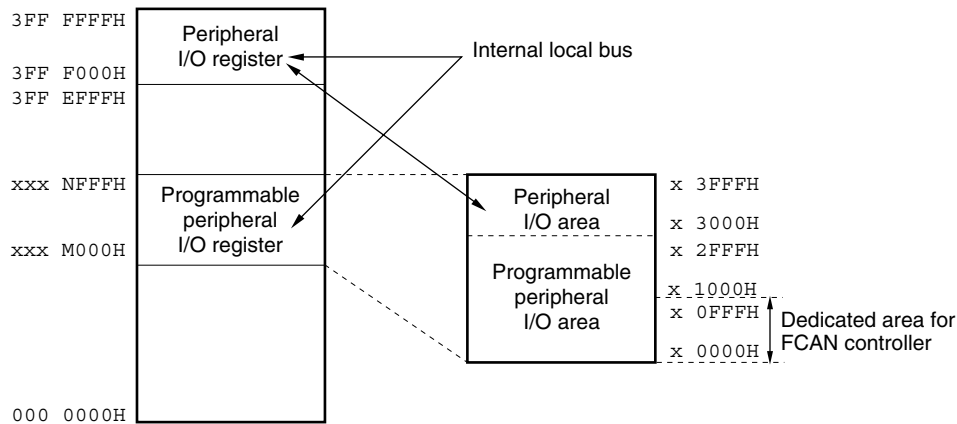 3FF FFFFH
Peripheral
I/O register
Internal local bus
3FF F000H
3FF EFFFH
xxx NFFFH
Programmable
peripheral
I/O register
xxx M000H
Peripheral
I/O area
x 3FFFH
x 3000H
x 2FFFH
Programmable
peripheral
I/O area
x 1000H
x 0FFFH
Dedicated area for
FCAN controller
x 0000H
000 0000H